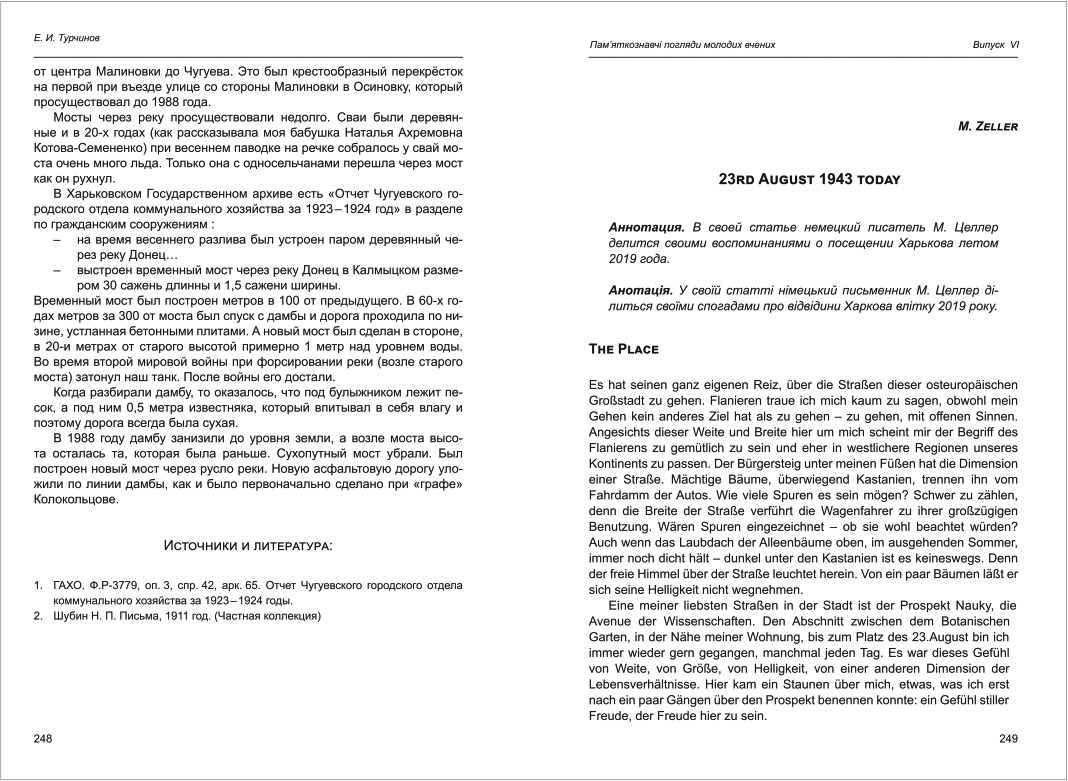 Е. И. Турчинов
от центра Малиновки до Чугуева. Это был крестообразный перекрёсток
на первой при въезде улице со стороны Малиновки в Осиновку, который
просуществовал до 1988 года.
Мосты через реку просуществовали недолго. Сваи были деревян-
ные и в 20-х годах (как рассказывала моя бабушка Наталья Ахремовна
Котова-Семененко) при весеннем паводке на речке собралось у свай мо-
ста очень много льда. Только она с односельчанами перешла через мост
как он рухнул.
В Харьковском Государственном архиве есть «Отчет Чугуевского го-
родского отдела коммунального хозяйства за 1923–1924 год» в разделе
по гражданским сооружениям :
– на время весеннего разлива был устроен паром деревянный че-
рез реку Донец…
– выстроен временный мост через реку Донец в Калмыцком разме-
ром 30 сажень длинны и 1,5 сажени ширины.
Временный мост был построен метров в 100 от предыдущего. В 60-х го-
дах метров за 300 от моста был спуск с дамбы и дорога проходила по ни-
зине, устланная бетонными плитами. А новый мост был сделан в стороне,
в 20-и метрах от старого высотой примерно 1 метр над уровнем воды.
Во время второй мировой войны при форсировании реки (возле старого
моста) затонул наш танк. После войны его достали.
Когда разбирали дамбу, то оказалось, что под булыжником лежит пе-
сок, а под ним 0,5 метра известняка, который впитывал в себя влагу и
поэтому дорога всегда была сухая.
В 1988 году дамбу занизили до уровня земли, а возле моста высо-
та осталась та, которая была раньше. Сухопутный мост убрали. Был
построен новый мост через русло реки. Новую асфальтовую дорогу уло-
жили по линии дамбы, как и было первоначально сделано при «графе»
Колокольцове.
Источники и литература:
1. ГАХО, Ф.Р-3779, оп. 3, спр. 42, арк. 65. Отчет Чугуевского городского отдела
коммунального хозяйства за 1923–1924 годы.
2. Шубин Н. П. Письма, 1911 год. (Частная коллекция)
248
Пам’яткознавчі погляди молодих вчених Випуск VI
M. Zeller
23rd August 1943 today
Аннотация. В своей статье немецкий писатель М. Целлер
делится своими воспоминаниями о посещении Харькова летом
2019 года.
Анотація. У своїй статті німецький письменник М. Целлер ді-
литься своїми спогадами про відвідини Харкова влітку 2019 року.
The Place
Es hat seinen ganz eigenen Reiz, über die Straßen dieser osteuropäischen
Großstadt zu gehen. Flanieren traue ich mich kaum zu sagen, obwohl mein
Gehen kein anderes Ziel hat als zu gehen – zu gehen, mit offenen Sinnen.
Angesichts dieser Weite und Breite hier um mich scheint mir der Begriff des
Flanierens zu gemütlich zu sein und eher in westlichere Regionen unseres
Kontinents zu passen. Der Bürgersteig unter meinen Füßen hat die Dimension
einer Straße. Mächtige Bäume, überwiegend Kastanien, trennen ihn vom
Fahrdamm der Autos. Wie viele Spuren es sein mögen? Schwer zu zählen,
denn die Breite der Straße verführt die Wagenfahrer zu ihrer großzügigen
Benutzung. Wären Spuren eingezeichnet – ob sie wohl beachtet würden?
Auch wenn das Laubdach der Alleenbäume oben, im ausgehenden Sommer,
immer noch dicht hält – dunkel unter den Kastanien ist es keineswegs. Denn
der freie Himmel über der Straße leuchtet herein. Von ein paar Bäumen läßt er
sich seine Helligkeit nicht wegnehmen.
Eine meiner liebsten Straßen in der Stadt ist der Prospekt Nauky, die
Avenue der Wissenschaften. Den Abschnitt zwischen dem Botanischen
Garten, in der Nähe meiner Wohnung, bis zum Platz des 23.August bin ich
immer wieder gern gegangen, manchmal jeden Tag. Es war dieses Gefühl
von Weite, von Größe, von Helligkeit, von einer anderen Dimension der
Lebensverhältnisse. Hier kam ein Staunen über mich, etwas, was ich erst
nach ein paar Gängen über den Prospekt benennen konnte: ein Gefühl stiller
Freude, der Freude hier zu sein.
249